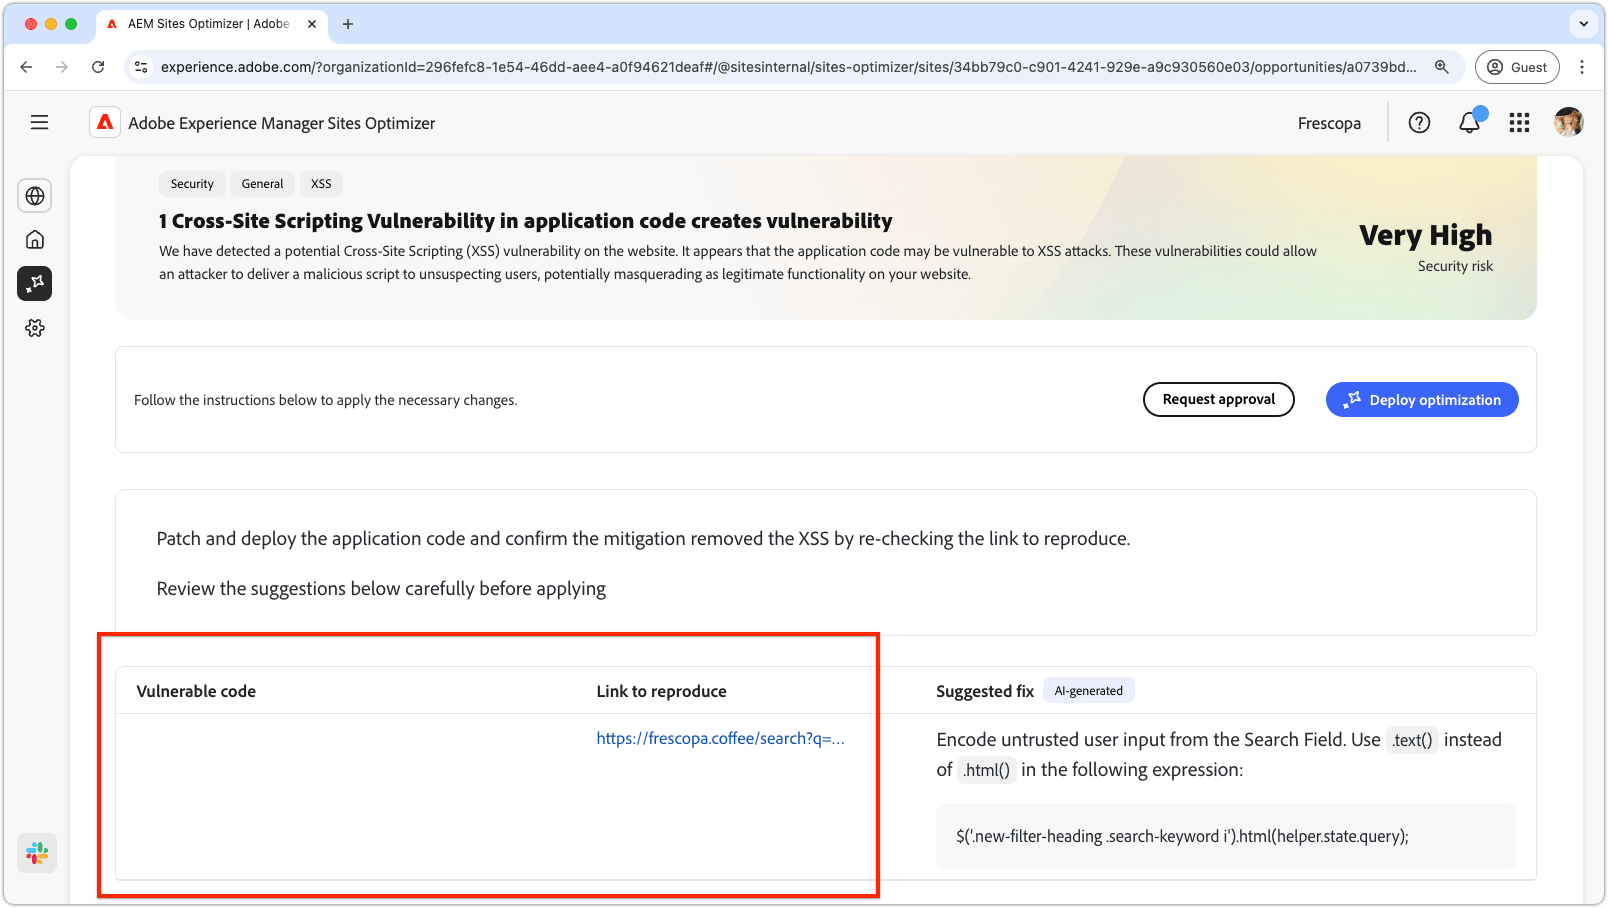 AEM Sites Optimizer | Adobe
experience.adobe.com/?organizationId=296fefc8-1e54-46dd-aee4-a0f94621deaf#/@sitesinternal/sites-optimizer/sites/34bb79c0-c901-4241-929e-a9c930560e03/opportunities/a0739bd...
Guest
Adobe Experience Manager Sites Optimizer
Frescopa
Security
General
XSS
1 Cross-Site Scripting Vulnerability in application code creates vulnerability
We have detected a potential Cross-Site Scripting (XSS) vulnerability on the website. It appears that the application code may be vulnerable to XSS attacks. These vulnerabilities could allow
an attacker to deliver a malicious script to unsuspecting users, potentially masquerading as legitimate functionality on your website.
Very High
Security risk
Follow the instructions below to apply the necessary changes.
Request approval
Deploy optimization
Patch and deploy the application code and confirm the mitigation removed the XSS by re-checking the link to reproduce.
Review the suggestions below carefully before applying
Vulnerable code
Link to reproduce
Suggested fix
AI-generated
https://frescopa.coffee/search?q=...
Encode untrusted user input from the Search Field. Use .text() instead
of .html() in the following expression:
$('.new-filter-heading .search-keyword i').html(helper.state.query);